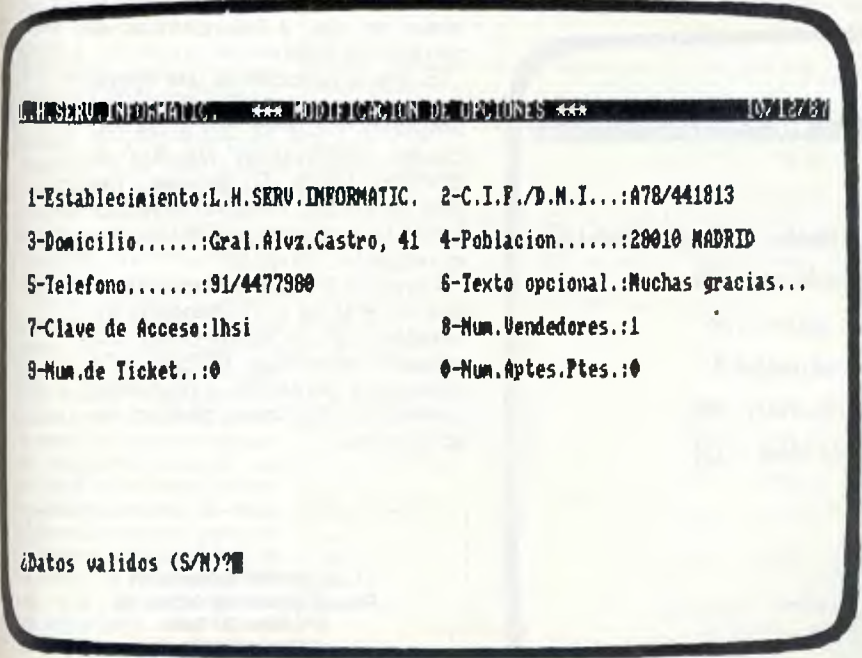 L.H.SERV.INFORMATIC. *** MODIFICACION DE OPCIONES *** 10/12/87
1-Establecimiento:L.H.SERV.INFORMATIC. 2-C.I.F./D.N.I...:A78/441813
3-Domicilio......:Gral.Alvz.Castro, 41 4-Poblacion......:28010 MADRID
5-Telefono.......:91/4477980 6-Texto opcional.:Muchas gracias...
7-Clave de Acceso:lhsi 8-Num.Vendedores.:1
9-Num.de Ticket..:0 0-Num.Aptes.Ptes.:0
¿Datos validos (S/N)?